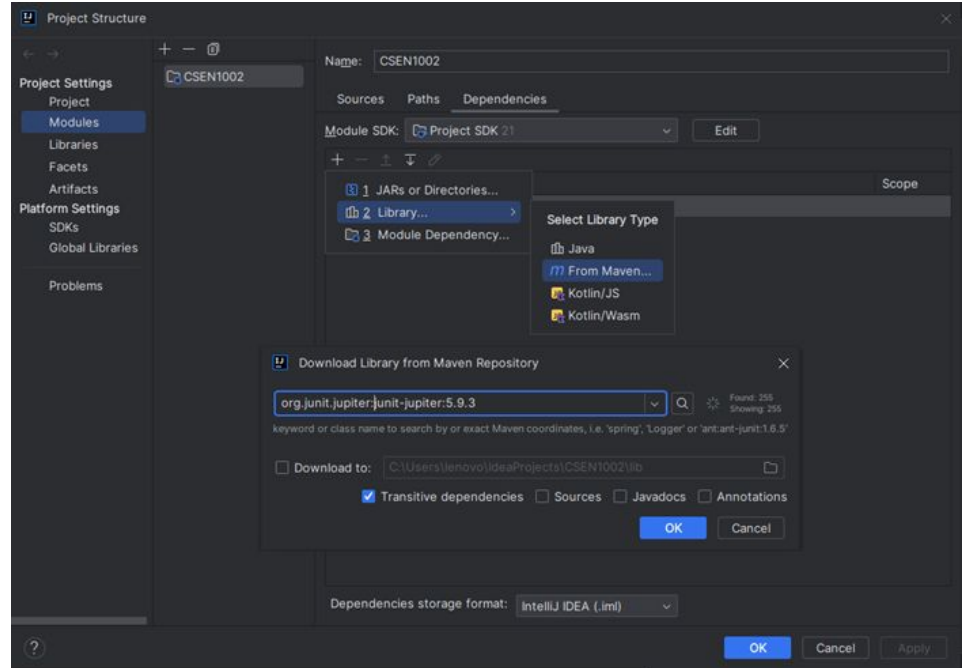 Project Structure
Project Settings
Project
Modules
Libraries
Facets
Artifacts
Platform Settings
SDKs
Global Libraries
Problems
CSEN1002
Name: CSEN1002
Sources Paths Dependencies
Module SDK: Project SDK 21 Edit
Scope
1 JARs or Directories...
2 Library...
3 Module Dependency...
Select Library Type
Java
From Maven...
Kotlin/JS
Kotlin/Wasm
Download Library from Maven Repository
org.junit.jupiter:junit-jupiter:5.9.3
Found: 255
Showing: 255
keyword or class name to search by or exact Maven coordinates, i.e. 'spring', 'Logger' or 'ant:ant-junit:1.6.5'
Download to: C:\Users\lenovo\IdeaProjects\CSEN1002\lib
Transitive dependencies Sources Javadocs Annotations
OK Cancel
Dependencies storage format: IntelliJ IDEA (.iml)
? OK Cancel Apply